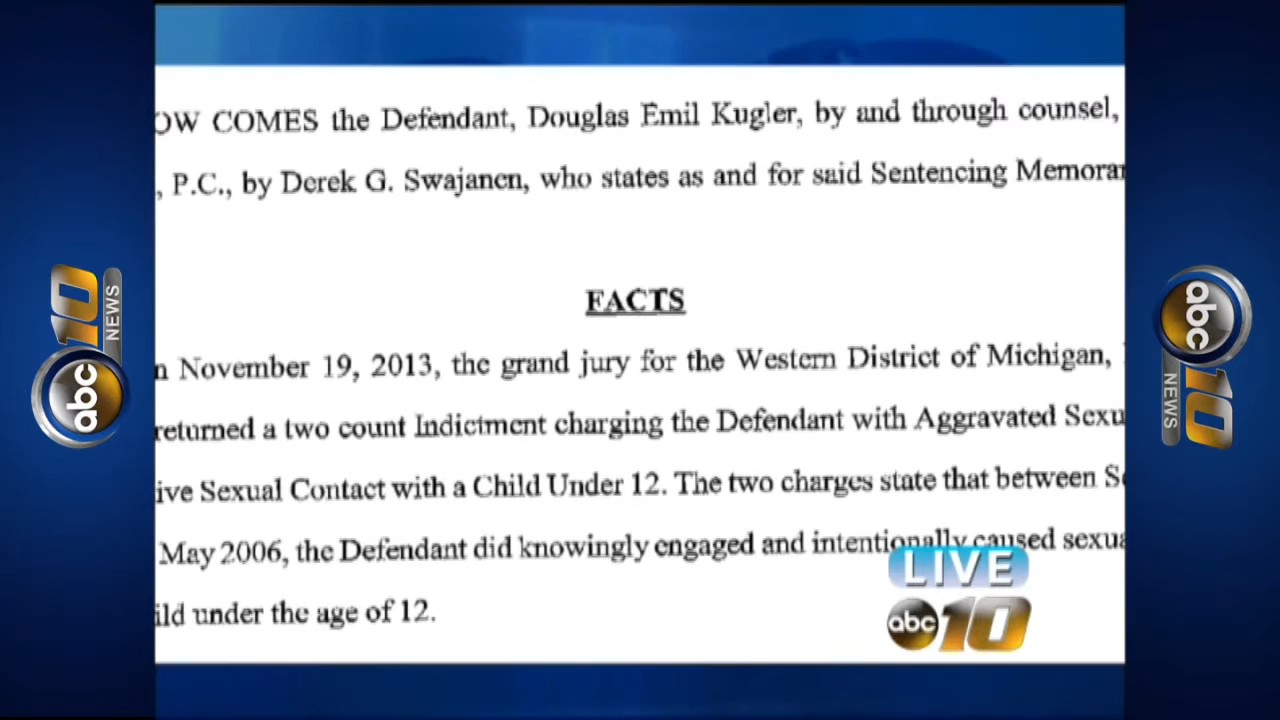 OW COMES the Defendant, Douglas Emil Kugler, by and through counsel,
, P.C., by Derek G. Swajanen, who states as and for said Sentencing Memoran
FACTS
n November 19, 2013, the grand jury for the Western District of Michigan,
returned a two count Indictment charging the Defendant with Aggravated Sexu
ive Sexual Contact with a Child Under 12. The two charges state that between Se
May 2006, the Defendant did knowingly engaged and intentionally caused sexua
ild under the age of 12.
LIVE
abc 10
abc 10 NEWS
abc 10 NEWS